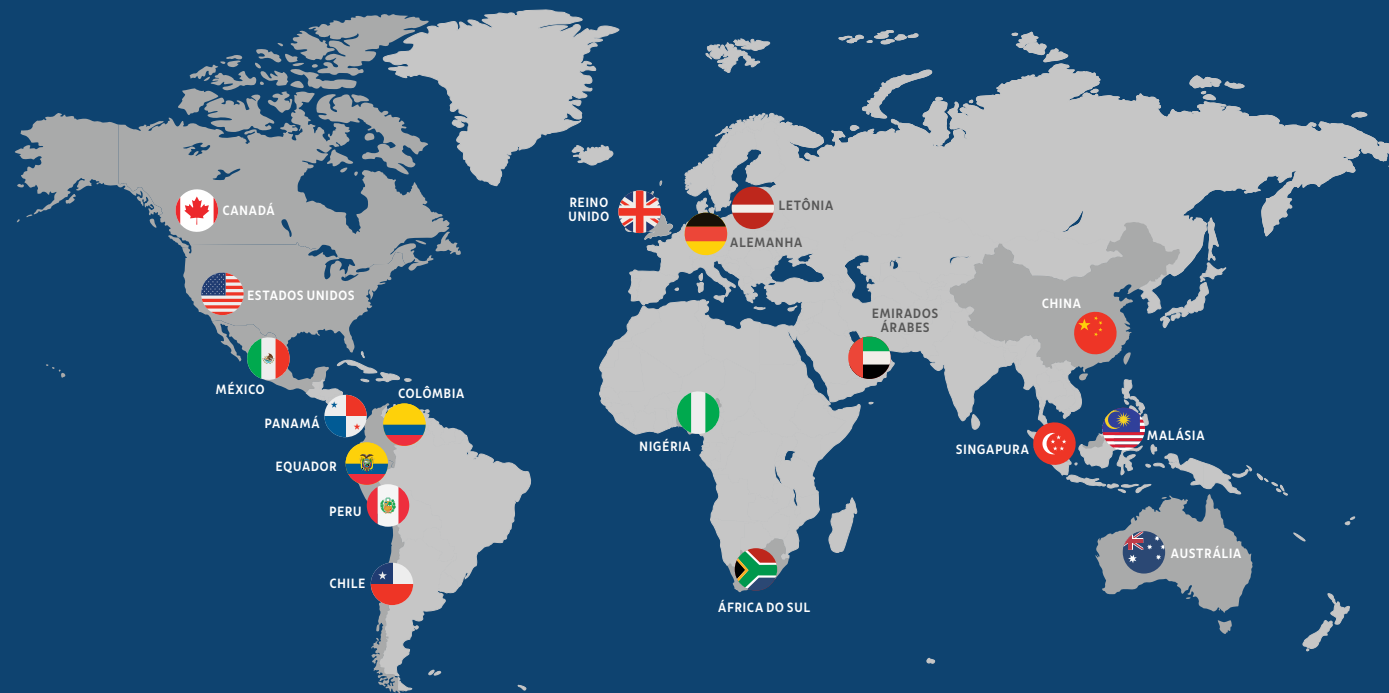 CANADÁ
ESTADOS UNIDOS
MÉXICO
PANAMÁ
COLÔMBIA
EQUADOR
PERU
CHILE
REINO
UNIDO
LETÔNIA
ALEMANHA
EMIRADOS
ÁRABES
NIGÉRIA
ÁFRICA DO SUL
CHINA
SINGAPURA
MALÁSIA
AUSTRÁLIA